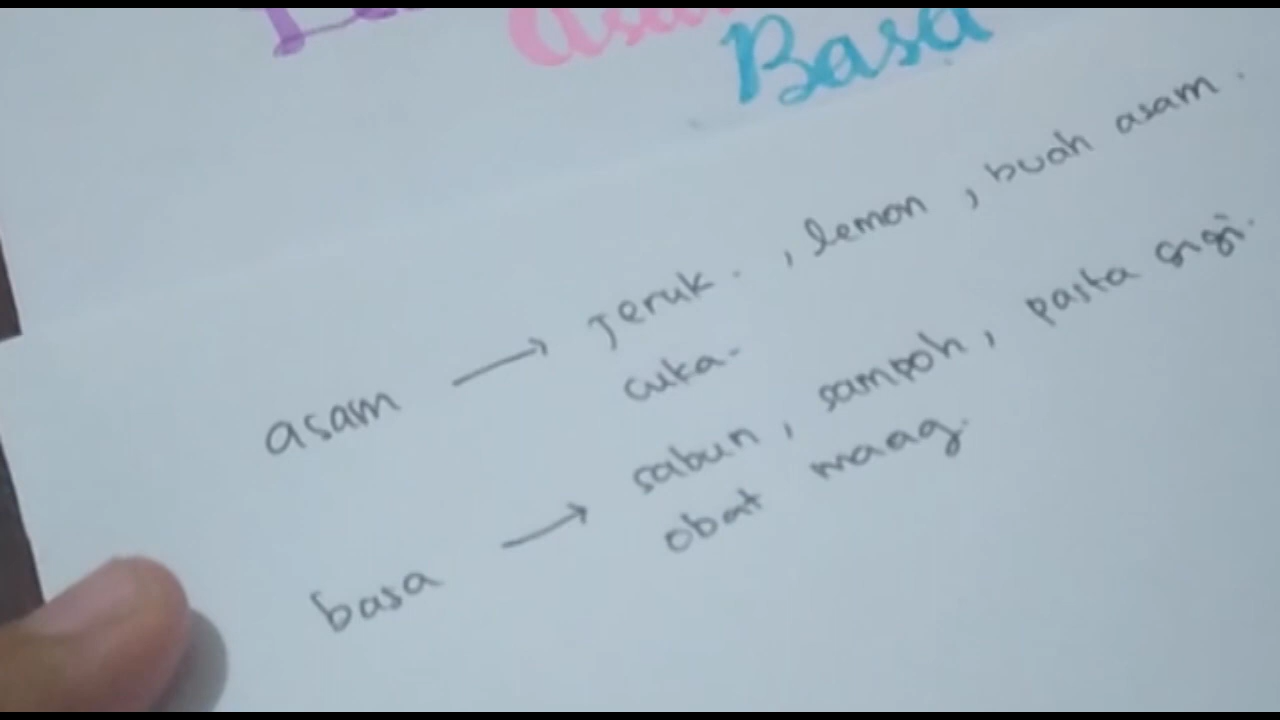 Basa
asam → Jeruk. , lemon , buah asam.
cuka.
basa → sabun , sampoh , pasta gigi.
obat maag.